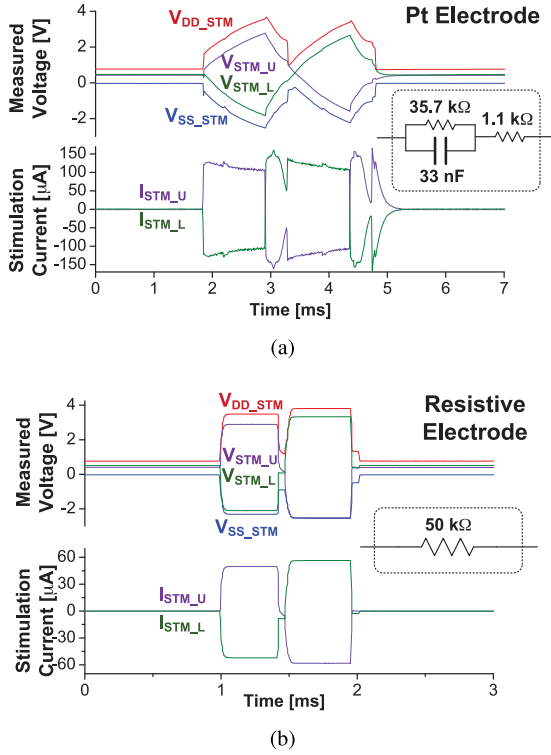 Pt Electrode
Measured Voltage [V]
4
2
0
-2
V_DD_STM
V_STM_U
V_STM_L
V_SS_STM
35.7 kΩ
33 nF
1.1 kΩ
Stimulation Current [µA]
150
100
50
0
-50
-100
-150
I_STM_U
I_STM_L
0 1 2 3 4 5 6 7
Time [ms]
(a)
Resistive Electrode
Measured Voltage [V]
4
2
0
-2
V_DD_STM
V_STM_U
V_STM_L
V_SS_STM
50 kΩ
Stimulation Current [µA]
60
30
0
-30
-60
I_STM_U
I_STM_L
0 1 2 3
Time [ms]
(b)